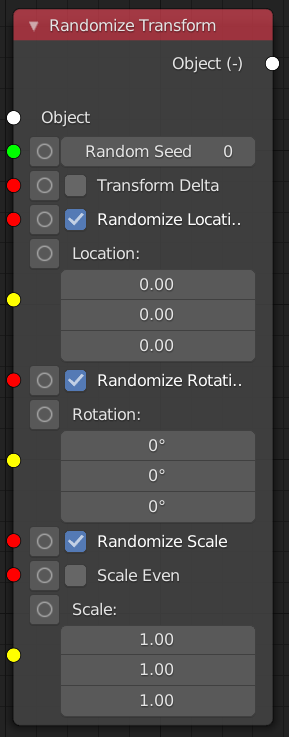 Randomize Transform
Object (-)
Object
Random Seed 0
Transform Delta
Randomize Locati..
Location:
0.00
0.00
0.00
Randomize Rotati..
Rotation:
0°
0°
0°
Randomize Scale
Scale Even
Scale:
1.00
1.00
1.00